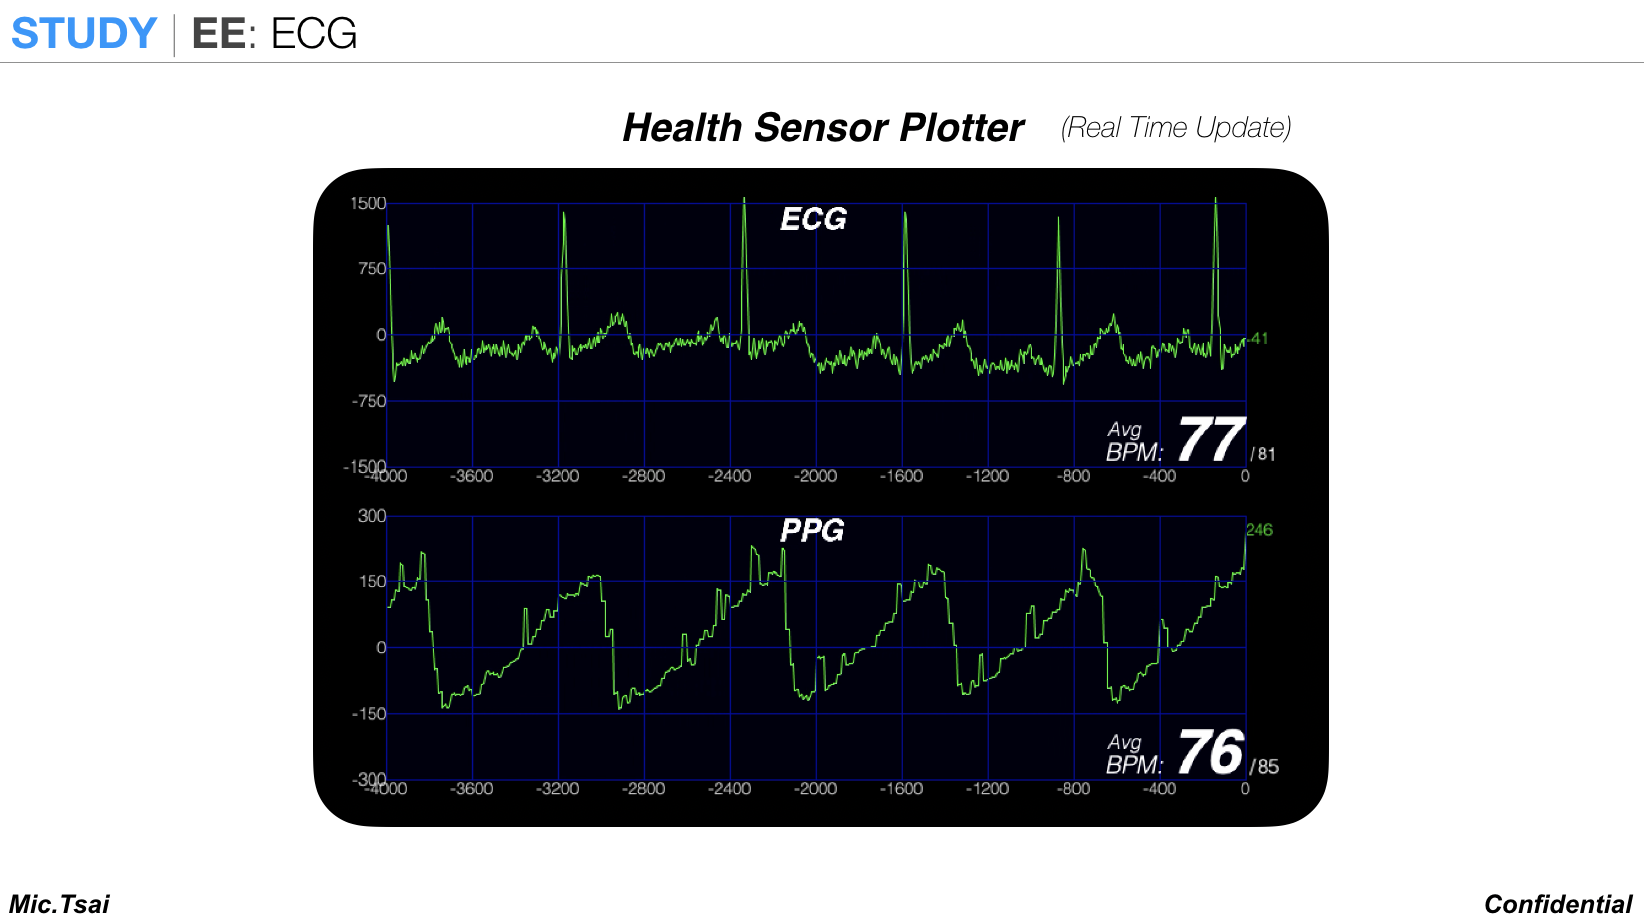 STUDY | EE: ECG
Health Sensor Plotter (Real Time Update)
ECG
1500
750
0
-750
-1500
-41
Avg
BPM: 77 /81
-4000 -3600 -3200 -2800 -2400 -2000 -1600 -1200 -800 -400 0
PPG
300
150
0
-150
-300
246
Avg
BPM: 76 /85
-4000 -3600 -3200 -2800 -2400 -2000 -1600 -1200 -800 -400 0
Mic.Tsai
Confidential